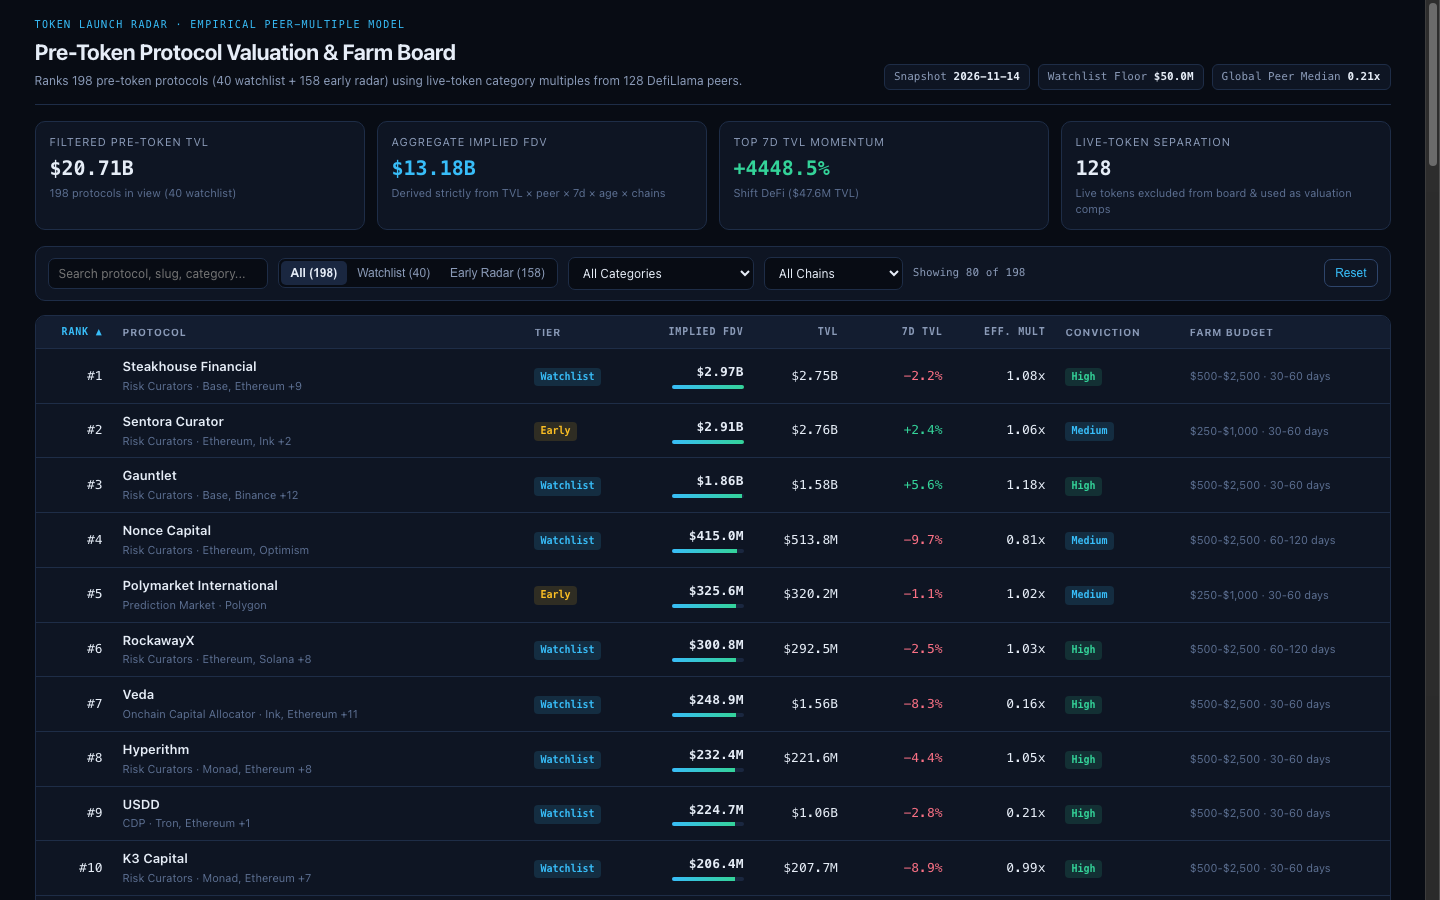 TOKEN LAUNCH RADAR · EMPIRICAL PEER-MULTIPLE MODEL
Pre-Token Protocol Valuation & Farm Board
Ranks 198 pre-token protocols (40 watchlist + 158 early radar) using live-token category multiples from 128 DefiLlama peers.
Snapshot 2026-11-14
Watchlist Floor $50.0M
Global Peer Median 0.21x
FILTERED PRE-TOKEN TVL
$20.71B
198 protocols in view (40 watchlist)
AGGREGATE IMPLIED FDV
$13.18B
Derived strictly from TVL × peer × 7d × age × chains
TOP 7D TVL MOMENTUM
+4448.5%
Shift DeFi ($47.6M TVL)
LIVE-TOKEN SEPARATION
128
Live tokens excluded from board & used as valuation
comps
Search protocol, slug, category...
All (198) Watchlist (40) Early Radar (158)
All Categories
All Chains
Showing 80 of 198
Reset
RANK ▲ PROTOCOL TIER IMPLIED FDV TVL 7D TVL EFF. MULT CONVICTION FARM BUDGET
#1 Steakhouse Financial Watchlist $2.97B $2.75B −2.2% 1.08x High $500-$2,500 · 30-60 days
Risk Curators · Base, Ethereum +9
#2 Sentora Curator Early $2.91B $2.76B +2.4% 1.06x Medium $250-$1,000 · 30-60 days
Risk Curators · Ethereum, Ink +2
#3 Gauntlet Watchlist $1.86B $1.58B +5.6% 1.18x High $500-$2,500 · 30-60 days
Risk Curators · Base, Binance +12
#4 Nonce Capital Watchlist $415.0M $513.8M −9.7% 0.81x Medium $500-$2,500 · 60-120 days
Risk Curators · Ethereum, Optimism
#5 Polymarket International Early $325.6M $320.2M −1.1% 1.02x Medium $250-$1,000 · 30-60 days
Prediction Market · Polygon
#6 RockawayX Watchlist $300.8M $292.5M −2.5% 1.03x High $500-$2,500 · 60-120 days
Risk Curators · Ethereum, Solana +8
#7 Veda Watchlist $248.9M $1.56B −8.3% 0.16x High $500-$2,500 · 30-60 days
Onchain Capital Allocator · Ink, Ethereum +11
#8 Hyperithm Watchlist $232.4M $221.6M −4.4% 1.05x High $500-$2,500 · 30-60 days
Risk Curators · Monad, Ethereum +8
#9 USDD Watchlist $224.7M $1.06B −2.8% 0.21x High $500-$2,500 · 30-60 days
CDP · Tron, Ethereum +1
#10 K3 Capital Watchlist $206.4M $207.7M −8.9% 0.99x High $500-$2,500 · 30-60 days
Risk Curators · Monad, Ethereum +7